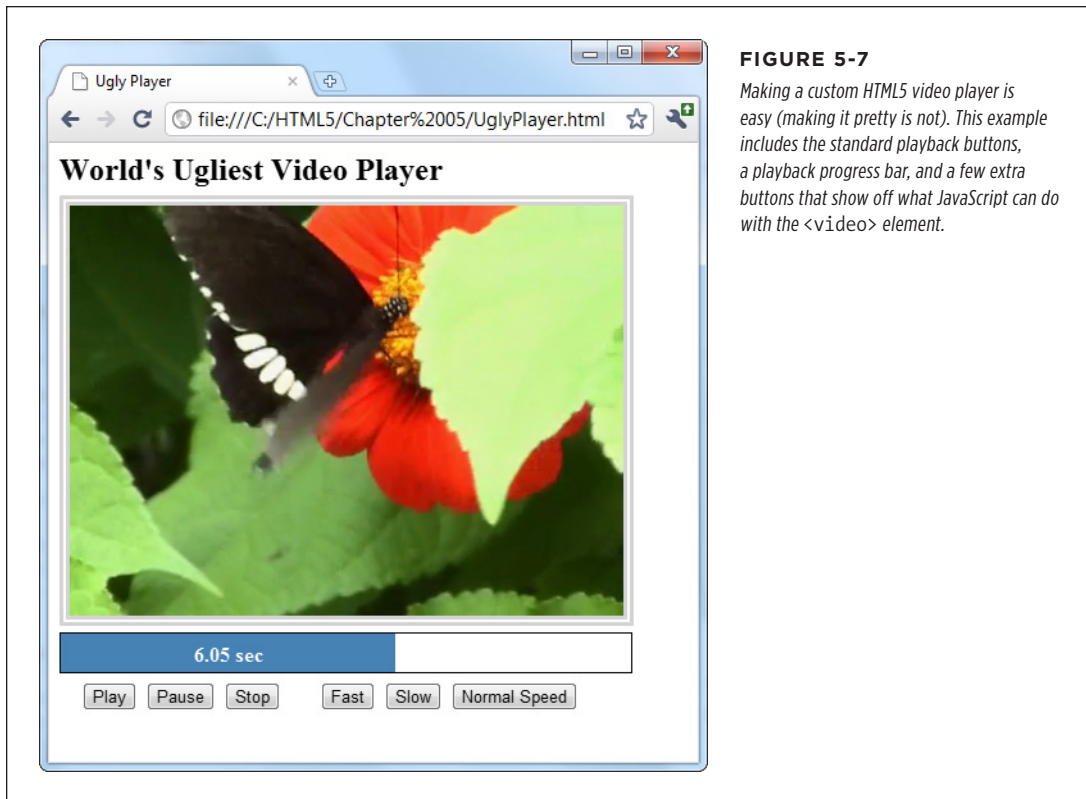 Ugly Player
file:///C:/HTML5/Chapter%2005/UglyPlayer.html
World's Ugliest Video Player
6.05 sec
Play Pause Stop Fast Slow Normal Speed
FIGURE 5-7
Making a custom HTML5 video player is
easy (making it pretty is not). This example
includes the standard playback buttons,
a playback progress bar, and a few extra
buttons that show off what JavaScript can do
with the <video> element.